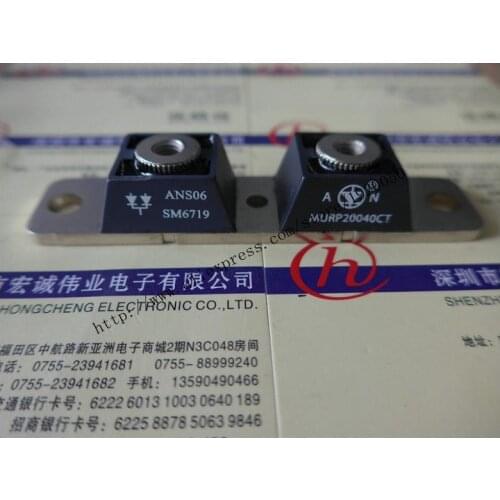 ANS06
SM6719
A N
MURP20040CT
宏诚伟业电子有限公司
HONGCHENG ELECTRONIC CO.,LTD
深圳市
SHENZ
福田区中航路新亚洲电子商城2期N3C048房间
0755-23941681 0755-88999240
0755-23941682 手机: 13590490466
交通银行卡号: 6222 6013 1003 0640 189
招商银行卡号: 6225 8878 5063 9846